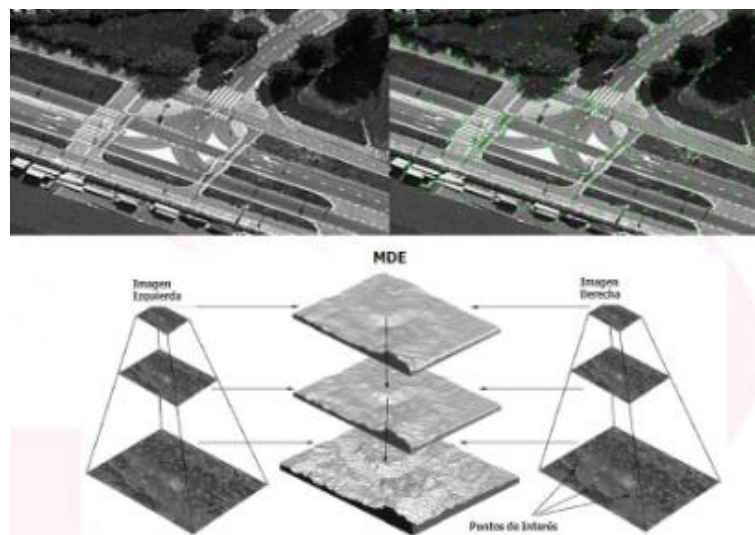 MDE
Imagen
Izquierda
Imagen
Derecha
Puntos de Interés